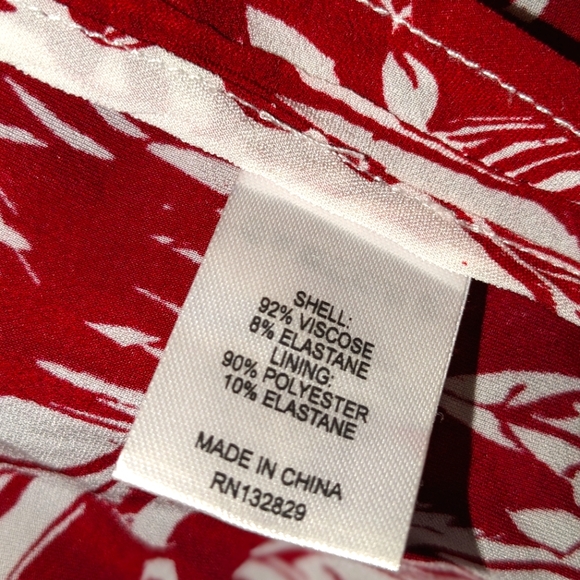 SHELL:
92% VISCOSE
8% ELASTANE
LINING:
90% POLYESTER
10% ELASTANE
MADE IN CHINA
RN132829